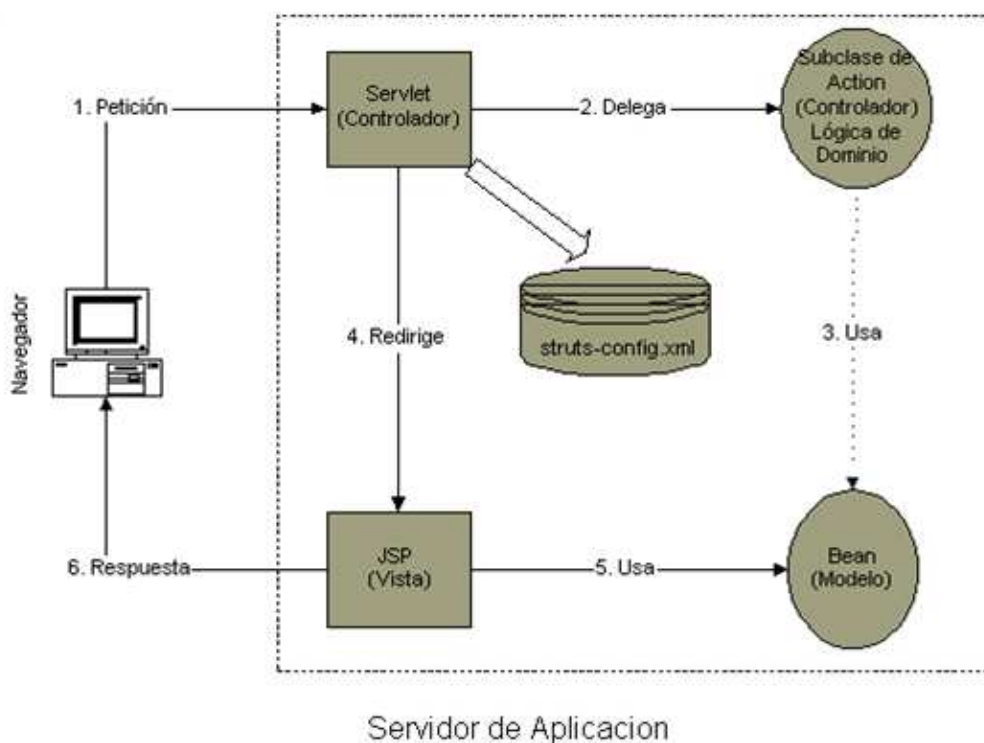 1. Petición
Servlet
(Controlador)
2. Delega
Subclase de
Action
(Controlador)
Lógica de
Dominio
Navegador
4. Redirige
struts-config.xml
3. Usa
6. Respuesta
JSP
(Vista)
5. Usa
Bean
(Modelo)
Servidor de Aplicacion